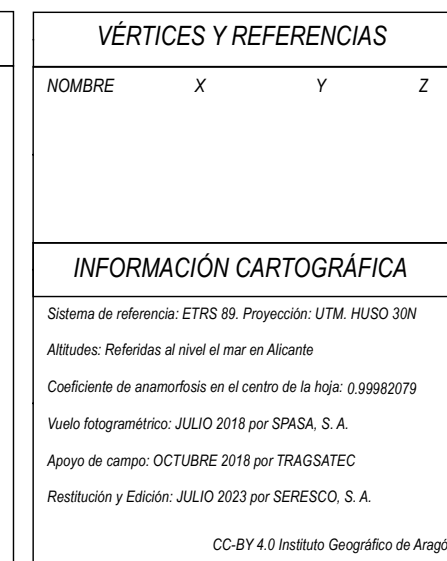 VÉRTICES Y REFERENCIAS
NOMBRE X Y Z
INFORMACIÓN CARTOGRÁFICA
Sistema de referencia: ETRS 89. Proyección: UTM. HUSO 30N
Altitudes: Referidas al nivel el mar en Alicante
Coeficiente de anamorfosis en el centro de la hoja: 0.99982079
Vuelo fotogramétrico: JULIO 2018 por SPASA, S. A.
Apoyo de campo: OCTUBRE 2018 por TRAGSATEC
Restitución y Edición: JULIO 2023 por SERESCO, S. A.
CC-BY 4.0 Instituto Geográfico de Aragó